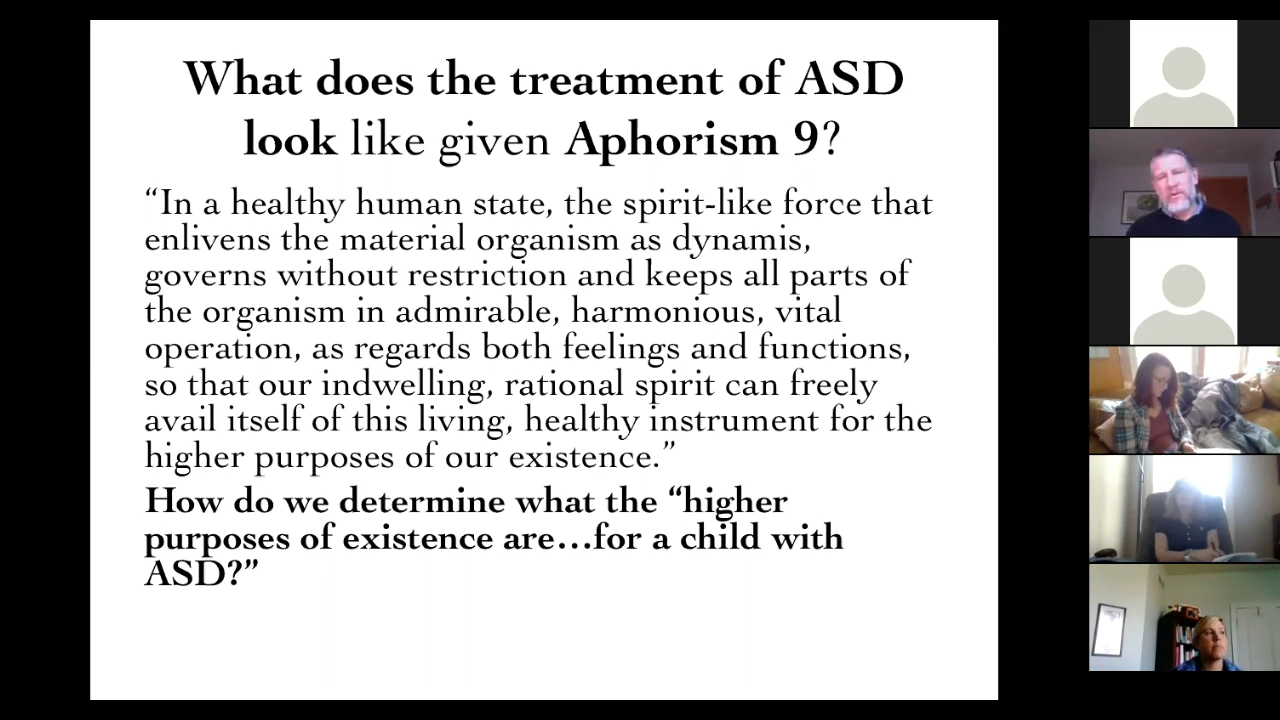 What does the treatment of ASD
look like given Aphorism 9?
“In a healthy human state, the spirit-like force that
enlivens the material organism as dynamis,
governs without restriction and keeps all parts of
the organism in admirable, harmonious, vital
operation, as regards both feelings and functions,
so that our indwelling, rational spirit can freely
avail itself of this living, healthy instrument for the
higher purposes of our existence.”
How do we determine what the “higher
purposes of existence are…for a child with
ASD?”